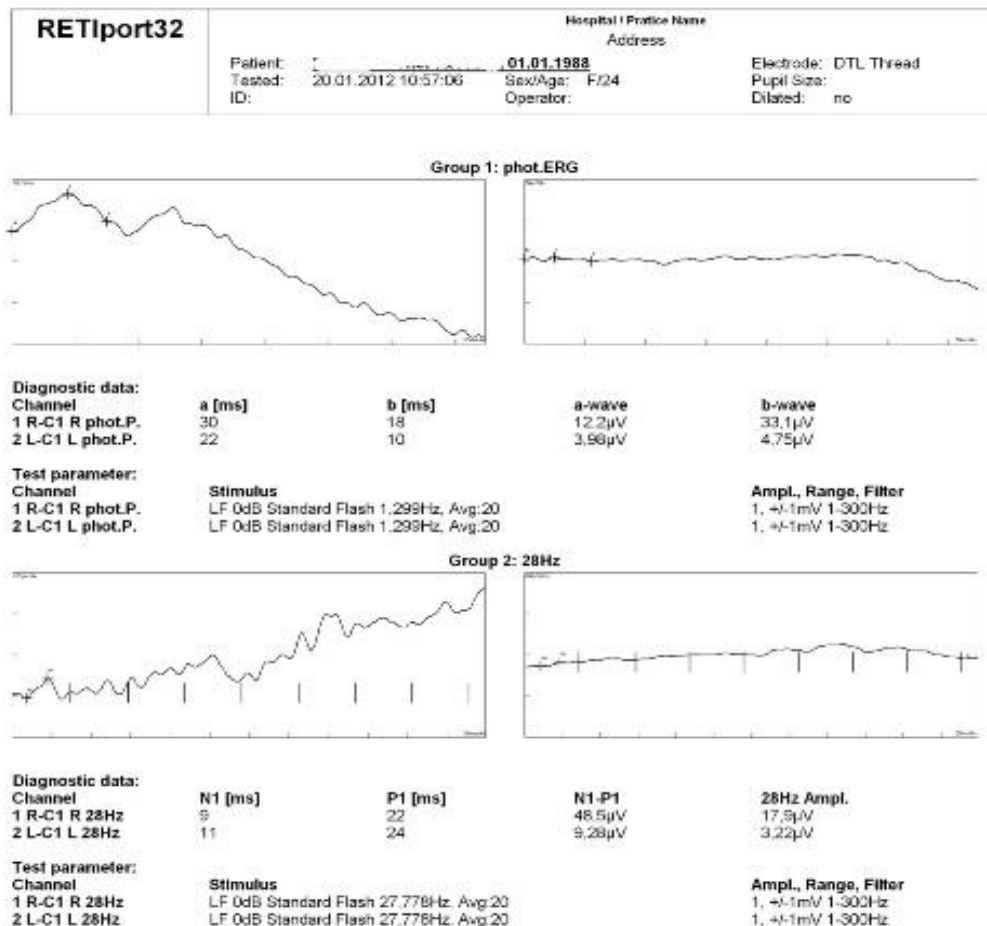 RETIport32
Hospital / Pratice Name
Address
Patient: 01.01.1988 Electrode: DTL Thread
Tested: 20.01.2012 10:57:06 Sex/Age: F/24 Pupil Size:
ID: Operator: Dilated: no
Group 1: phot.ERG
Diagnostic data:
Channel a [ms] b [ms] a-wave b-wave
1 R-C1 R phot.P. 30 18 12,2µV 33,1µV
2 L-C1 L phot.P. 22 10 3,98µV 4,75µV
Test parameter:
Channel Stimulus Ampl., Range, Filter
1 R-C1 R phot.P. LF 0dB Standard Flash 1,299Hz, Avg:20 1, +/-1mV 1-300Hz
2 L-C1 L phot.P. LF 0dB Standard Flash 1,299Hz, Avg:20 1, +/-1mV 1-300Hz
Group 2: 28Hz
Diagnostic data:
Channel N1 [ms] P1 [ms] N1-P1 28Hz Ampl.
1 R-C1 R 28Hz 9 22 48,5µV 17,9µV
2 L-C1 L 28Hz 11 24 9,28µV 3,22µV
Test parameter:
Channel Stimulus Ampl., Range, Filter
1 R-C1 R 28Hz LF 0dB Standard Flash 27,778Hz, Avg:20 1, +/-1mV 1-300Hz
2 L-C1 L 28Hz LF 0dB Standard Flash 27,778Hz, Avg:20 1, +/-1mV 1-300Hz